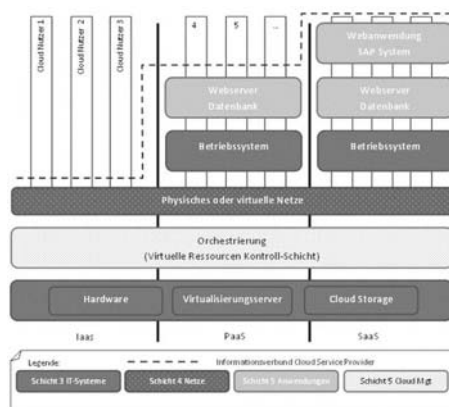 Cloud Nutzer 1
Cloud Nutzer 2
Cloud Nutzer 3
4
5
...
Webanwendung
SAP System
Webserver
Datenbank
Webserver
Datenbank
Betriebssystem
Betriebssystem
Physisches oder virtuelle Netze
Orchestrierung
(Virtuelle Ressourcen Kontroll-Schicht)
Hardware
Virtualisierungsserver
Cloud Storage
IaaS
PaaS
SaaS
Legende:
Informationsverbund Cloud Service Provider
Schicht 3 IT-Systeme
Schicht 4 Netze
Schicht 5 Anwendungen
Schicht 5 Cloud Mgt